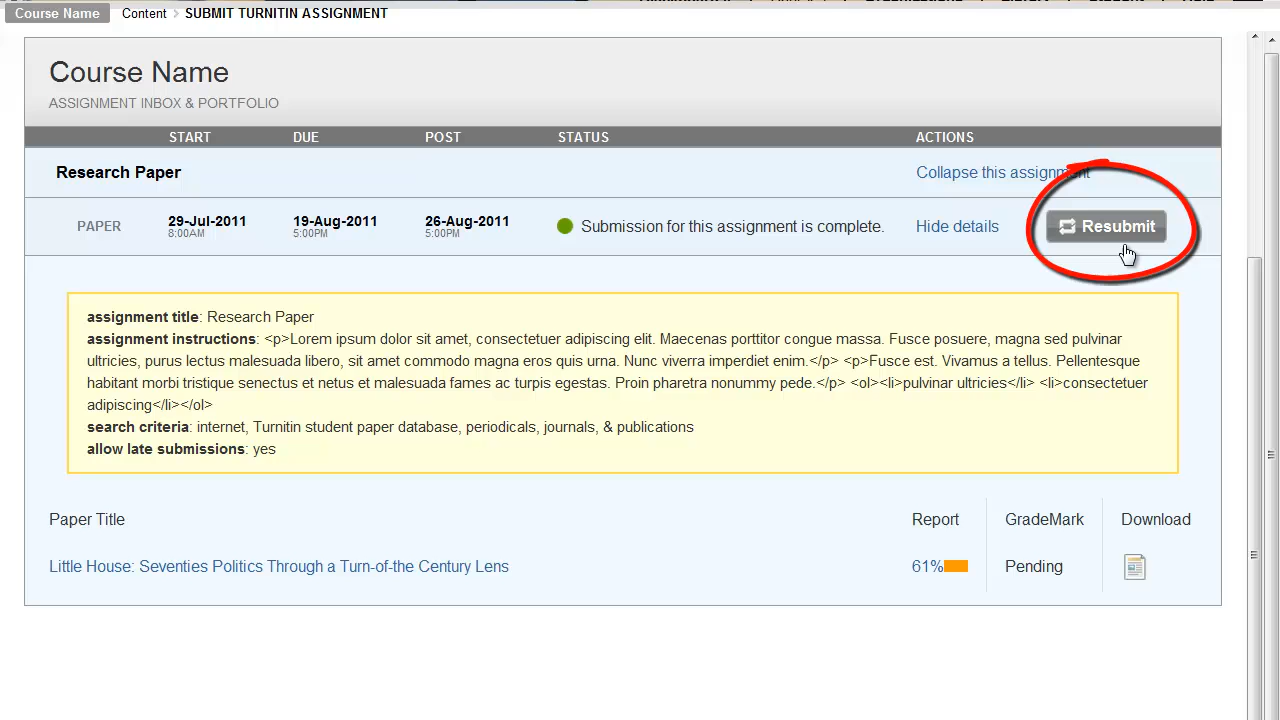 Course Name Content SUBMIT TURNITIN ASSIGNMENT
Course Name
ASSIGNMENT INBOX & PORTFOLIO
START DUE POST STATUS ACTIONS
Research Paper Collapse this assignment
PAPER 29-Jul-2011 19-Aug-2011 26-Aug-2011 Submission for this assignment is complete. Hide details Resubmit
8:00AM 5:00PM 5:00PM
assignment title: Research Paper
assignment instructions: <p>Lorem ipsum dolor sit amet, consectetuer adipiscing elit. Maecenas porttitor congue massa. Fusce posuere, magna sed pulvinar
ultricies, purus lectus malesuada libero, sit amet commodo magna eros quis urna. Nunc viverra imperdiet enim.</p> <p>Fusce est. Vivamus a tellus. Pellentesque
habitant morbi tristique senectus et netus et malesuada fames ac turpis egestas. Proin pharetra nonummy pede.</p> <ol><li>pulvinar ultricies</li> <li>consectetuer
adipiscing</li></ol>
search criteria: internet, Turnitin student paper database, periodicals, journals, & publications
allow late submissions: yes
Paper Title Report GradeMark Download
Little House: Seventies Politics Through a Turn-of-the Century Lens 61% Pending